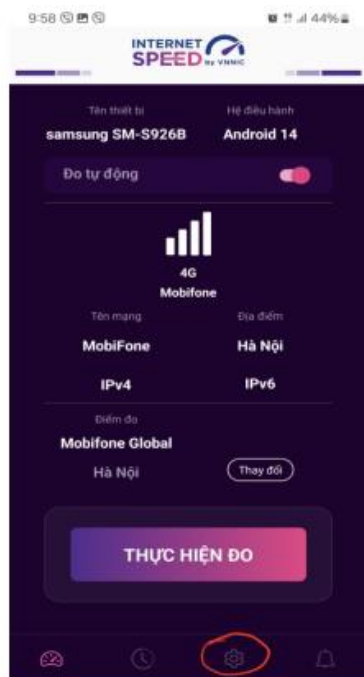 9:58
44%
INTERNET
SPEED by VNNIC
Tên thiết bị Hệ điều hành
samsung SM-S926B Android 14
Đo tự động
4G
Mobifone
Tên mạng Địa điểm
MobiFone Hà Nội
IPv4 IPv6
Điểm đo
Mobifone Global
Hà Nội Thay đổi
THỰC HIỆN ĐO